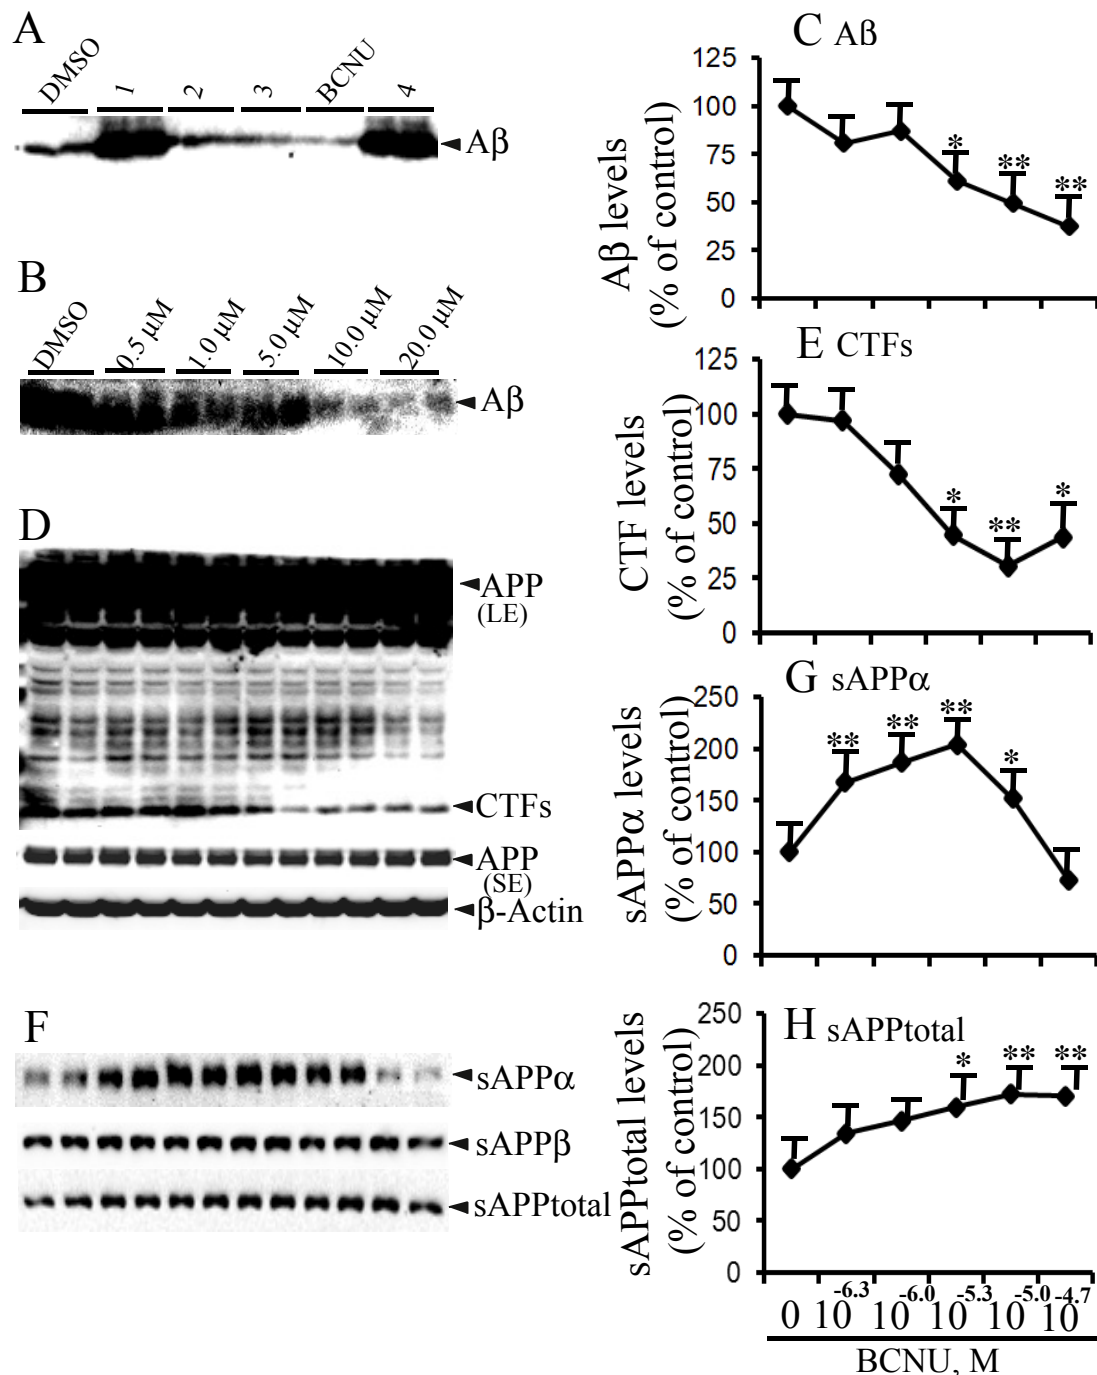 A
DMSO 1 2 3 BCNU 4
Aβ
B
DMSO 0.5 µM 1.0 µM 5.0 µM 10.0 µM 20.0 µM
Aβ
D
APP
(LE)
CTFs
APP
(SE)
β-Actin
F
sAPPα
sAPPβ
sAPPtotal
C Aß
Aβ levels
(% of control)
125
100
75
50
25
0
* ** **
E CTFs
CTF levels
(% of control)
125
100
75
50
25
0
* ** *
G sAPPα
sAPPα levels
(% of control)
250
200
150
100
50
0
** ** ** *
H sAPPtotal
sAPPtotal levels
(% of control)
250
200
150
100
50
0
* ** **
0 10-6.3 10-6.0 10-5.3 10-5.0 10-4.7
BCNU, M